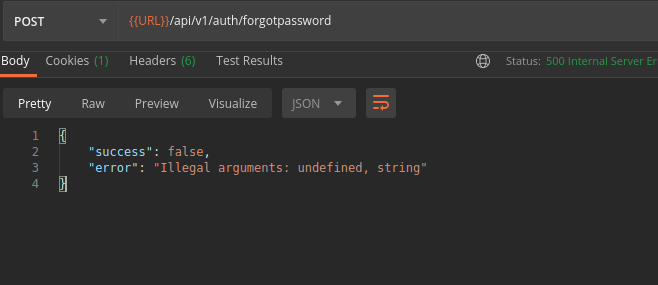 POST {{URL}}/api/v1/auth/forgotpassword
Body Cookies (1) Headers (6) Test Results Status: 500 Internal Server Er
Pretty Raw Preview Visualize JSON
1 {
2 "success": false,
3 "error": "Illegal arguments: undefined, string"
4 }